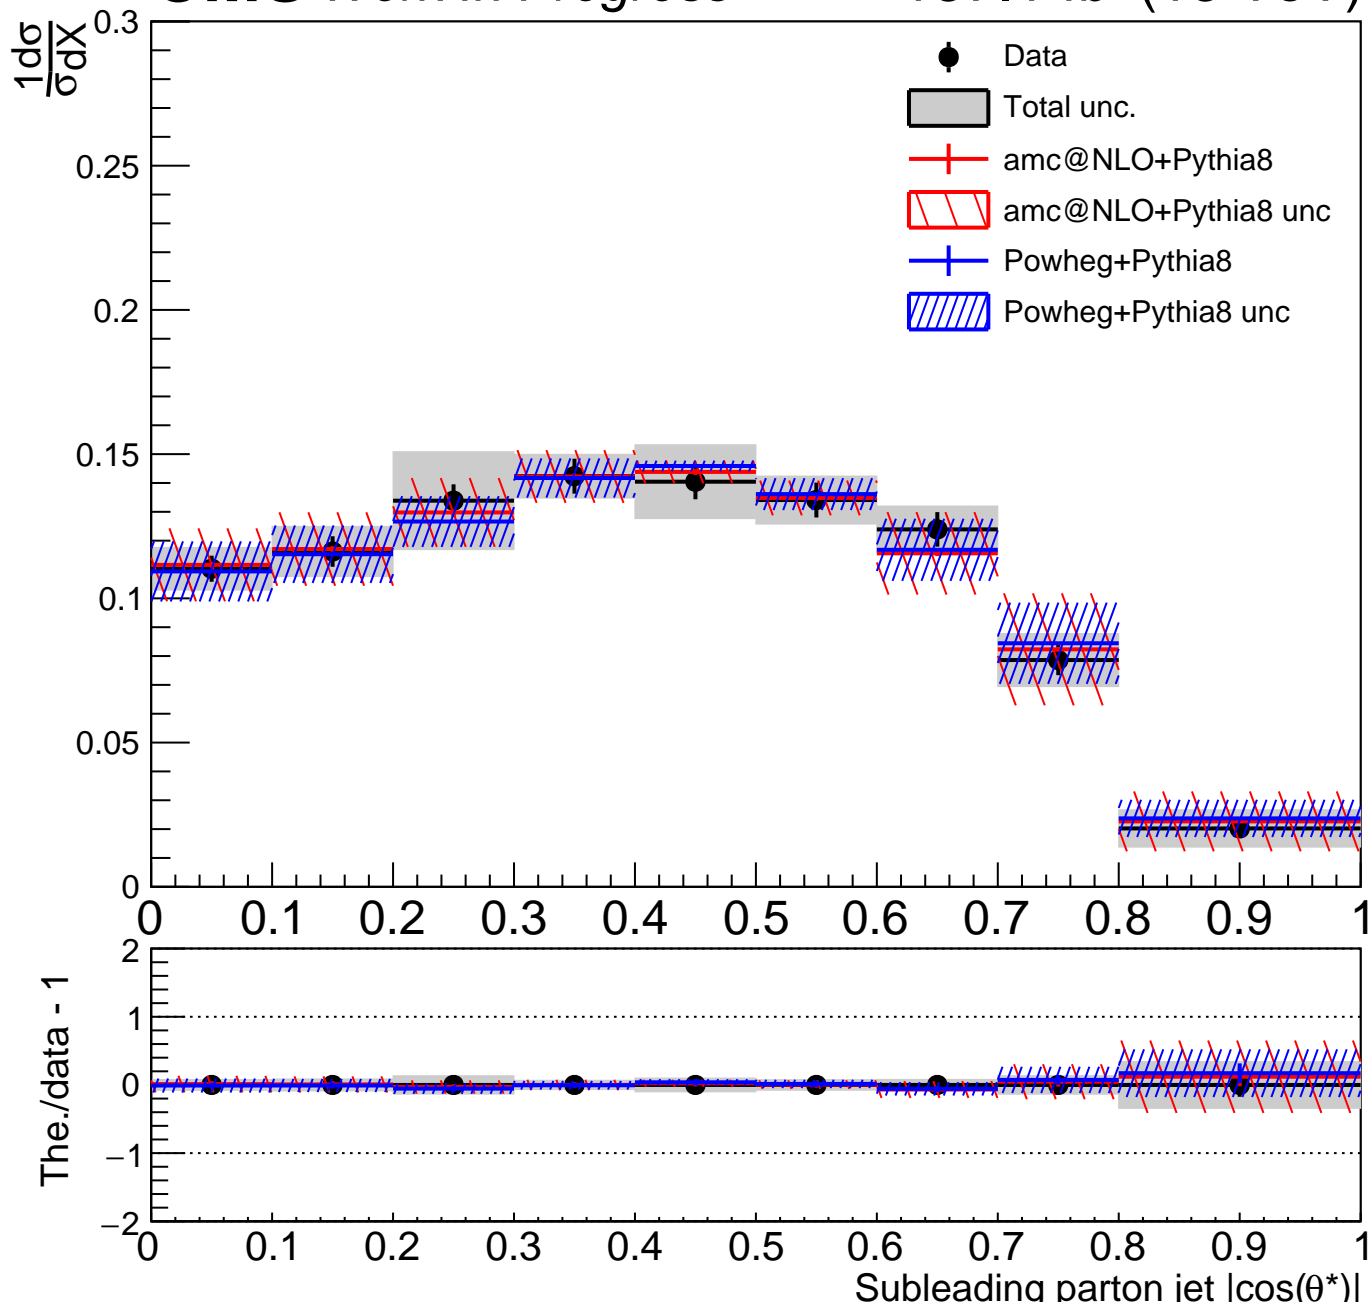 0.3
1dσ
σdX
Data
Total unc.
amc@NLO+Pythia8
amc@NLO+Pythia8 unc
Powheg+Pythia8
Powheg+Pythia8 unc
0.25
0.2
0.15
0.1
0.05
0
0 0.1 0.2 0.3 0.4 0.5 0.6 0.7 0.8 0.9 1
The./data - 1
2
1
0
−1
−2
0 0.1 0.2 0.3 0.4 0.5 0.6 0.7 0.8 0.9 1
Subleading parton jet |cos(θ*)|